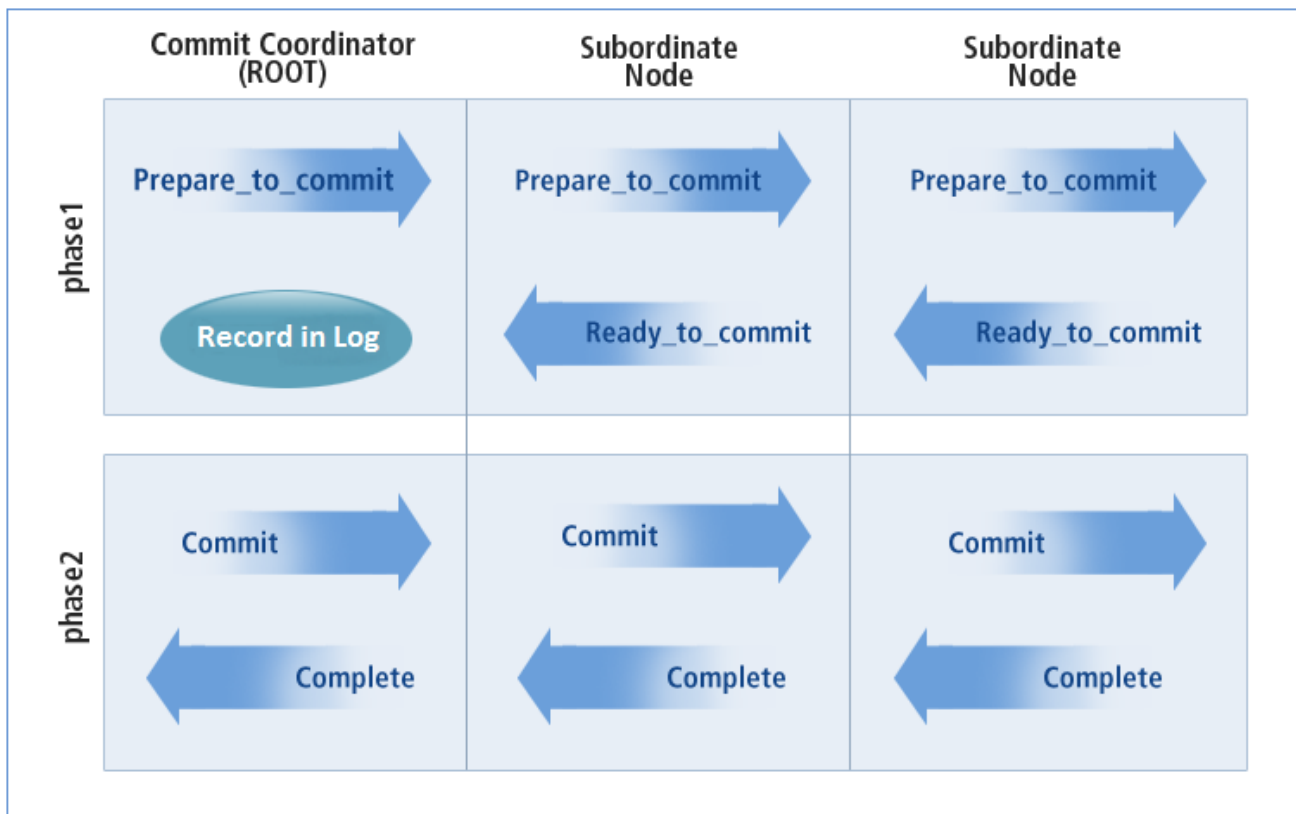 Commit Coordinator
(ROOT)
Subordinate
Node
Subordinate
Node
phase1
Prepare_to_commit
Prepare_to_commit
Prepare_to_commit
Record in Log
Ready_to_commit
Ready_to_commit
phase2
Commit
Commit
Commit
Complete
Complete
Complete